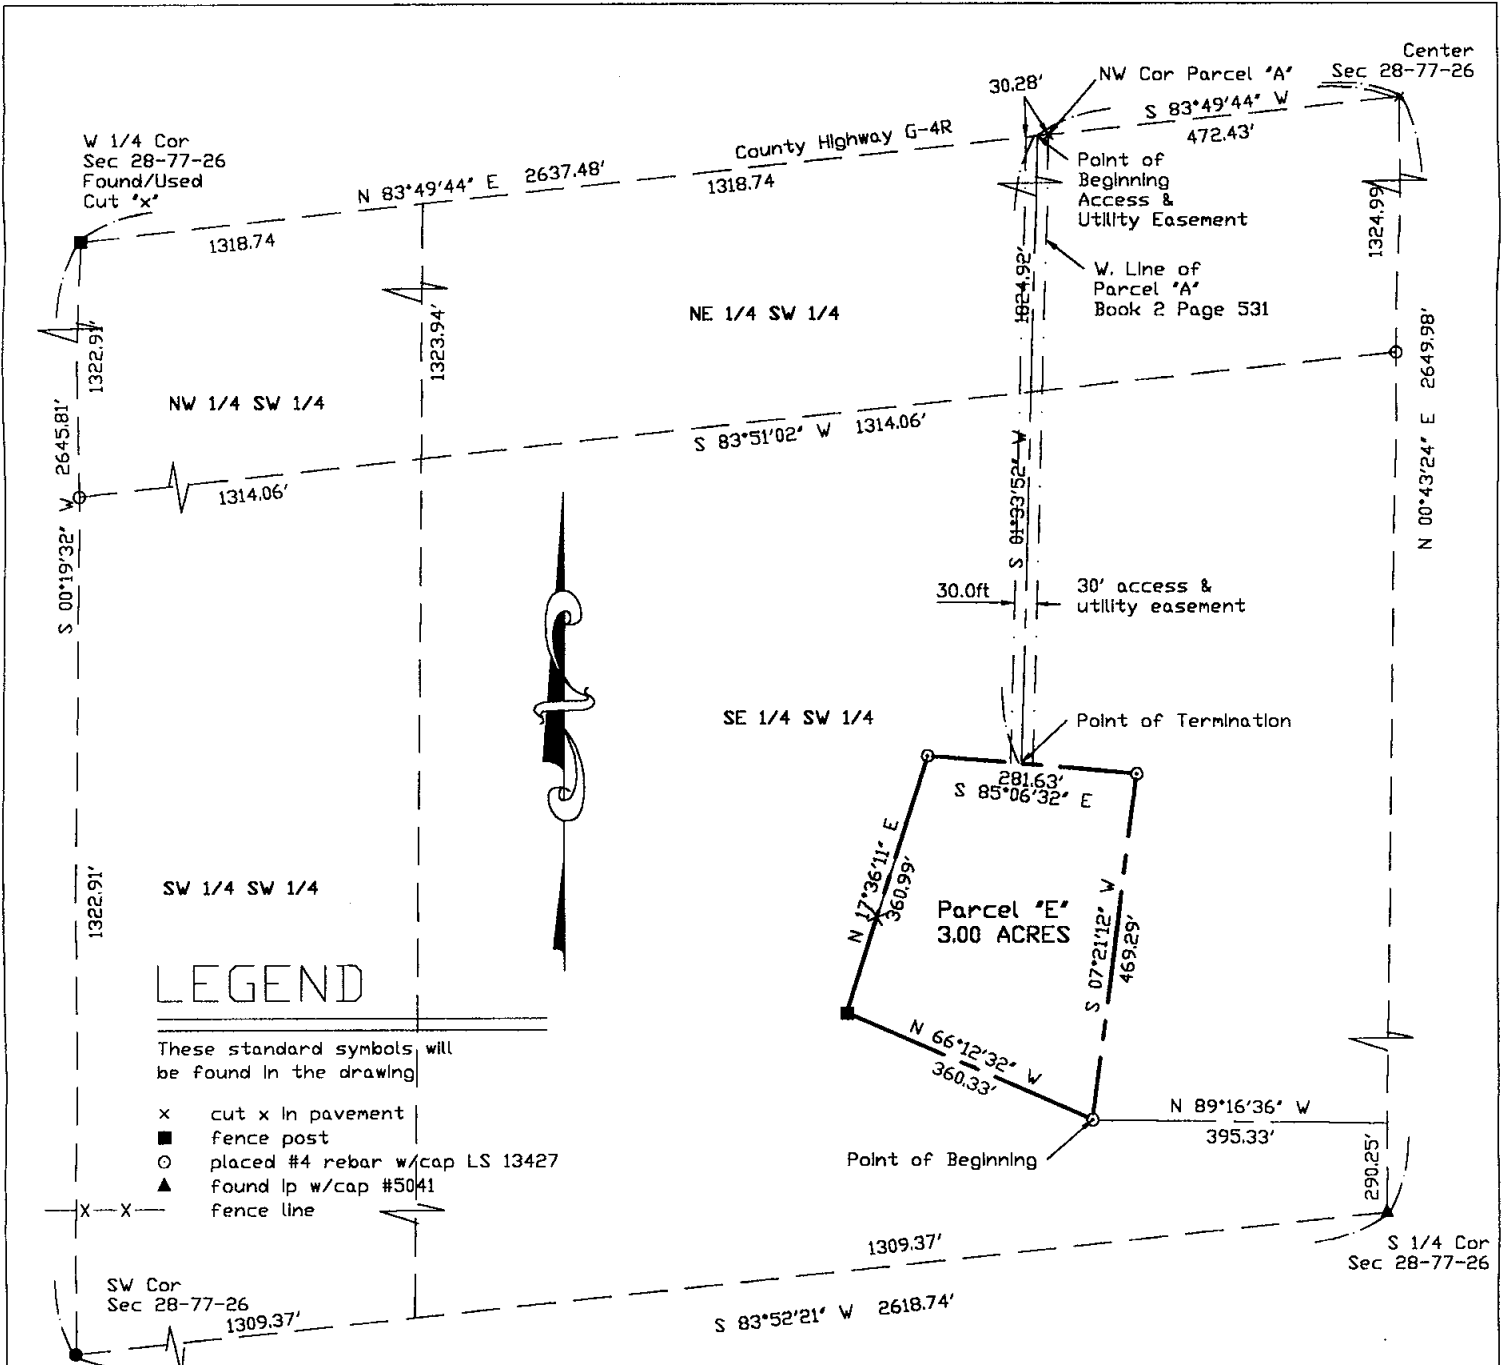 Center
Sec 28-77-26
NW Cor Parcel "A"
30.28'
S 83°49'44" W
472.43'
W 1/4 Cor
Sec 28-77-26
Found/Used
Cut "x"
County Highway G-4R
N 83°49'44" E 2637.48'
1318.74
1318.74
Point of
Beginning
Access &
Utility Easement
1324.99
W. Line of
Parcel "A"
Book 2 Page 531
NE 1/4 SW 1/4
1322.91'
1323.94'
N 00°43'24" E 2649.98'
NW 1/4 SW 1/4
S 83°51'02" W 1314.06'
1314.06'
S 00°19'32" W 2645.81'
S 01°33'52" W
30.0ft
30' access &
utility easement
SE 1/4 SW 1/4
Point of Termination
281.63'
S 85°06'32" E
N 17°36'11" E
360.99'
Parcel "E"
3.00 ACRES
S 07°21'12" W
469.29'
SW 1/4 SW 1/4
1322.91'
LEGEND
These standard symbols will
be found in the drawing
x cut x in pavement
fence post
placed #4 rebar w/cap LS 13427
found ip w/cap #5041
X X fence line
N 66°12'32" W
360.33'
N 89°16'36" W
395.33'
Point of Beginning
290.25'
S 1/4 Cor
Sec 28-77-26
1309.37'
SW Cor
Sec 28-77-26
1309.37'
S 83°52'21" W 2618.74'